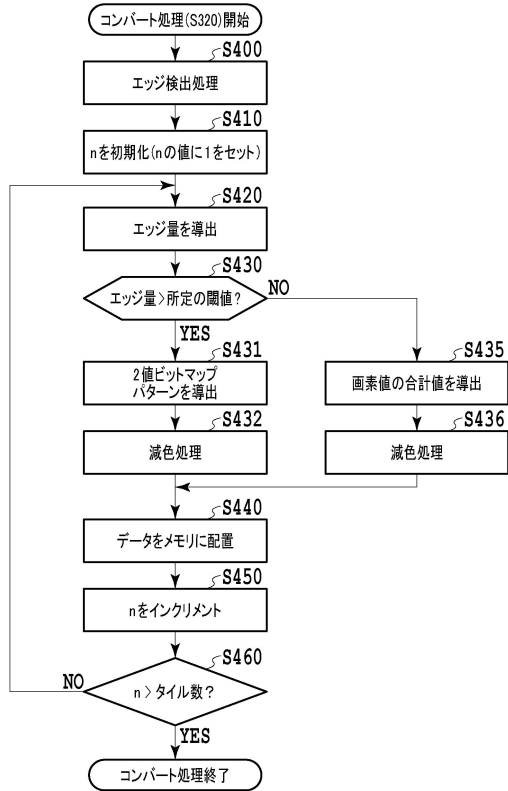 コンバート処理(S320)開始
S400
エッジ検出処理
S410
nを初期化(nの値に1をセット)
S420
エッジ量を導出
S430
エッジ量>所定の閾値?
NO
YES
S431
2値ビットマップ
パターンを導出
S435
画素値の合計値を導出
S432
減色処理
S436
減色処理
S440
データをメモリに配置
S450
nをインクリメント
S460
n>タイル数?
NO
YES
コンバート処理終了